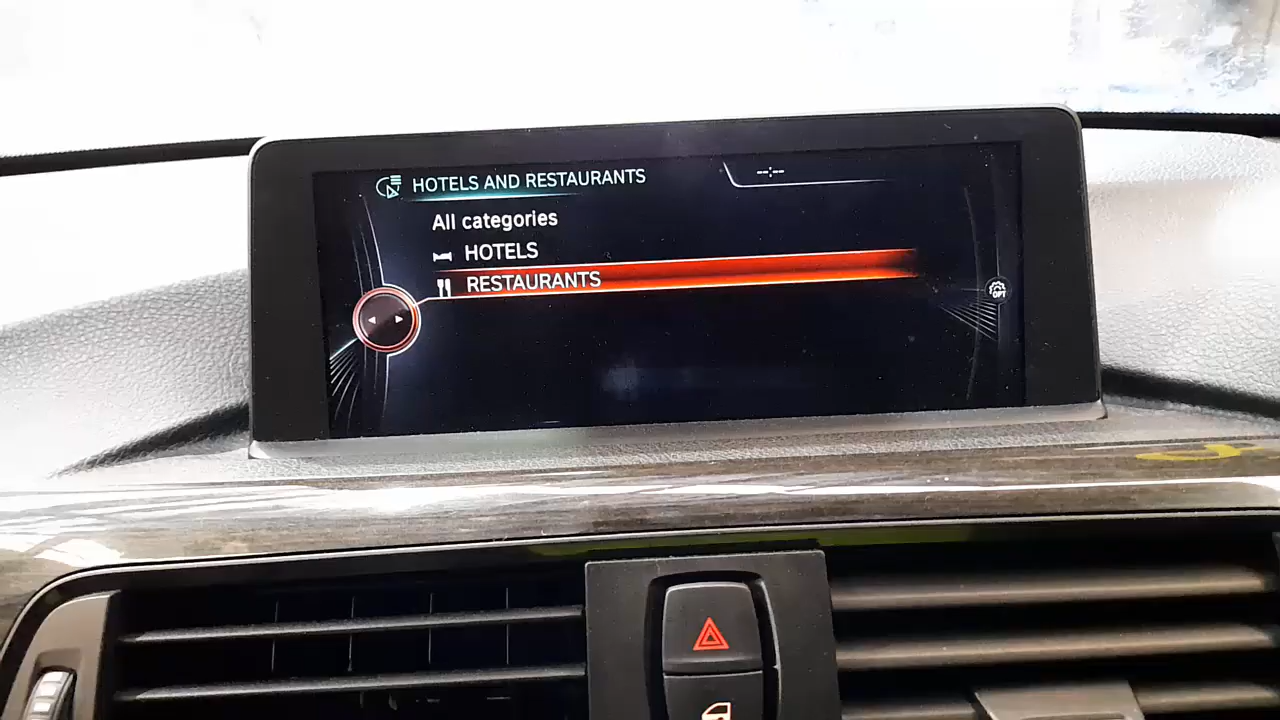 HOTELS AND RESTAURANTS
--:--
All categories
HOTELS
RESTAURANTS
OPT